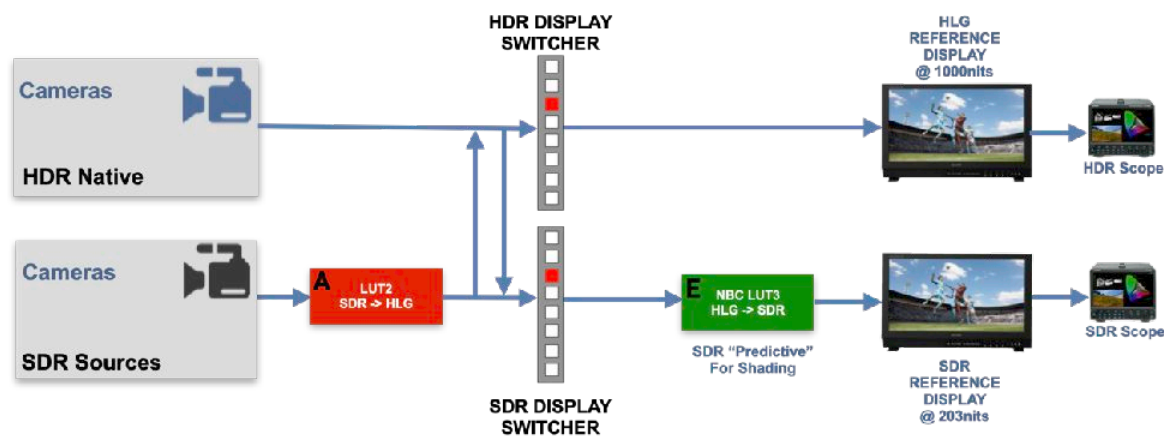 HDR DISPLAY
SWITCHER
HLG
REFERENCE
DISPLAY
@ 1000nits
Cameras
HDR Native
HDR Scope
Cameras
A
LUT2
SDR -> HLG
E
NBC LUT3
HLG -> SDR
SDR Sources
SDR "Predictive"
For Shading
SDR Scope
SDR DISPLAY
SWITCHER
SDR
REFERENCE
DISPLAY
@ 203nits